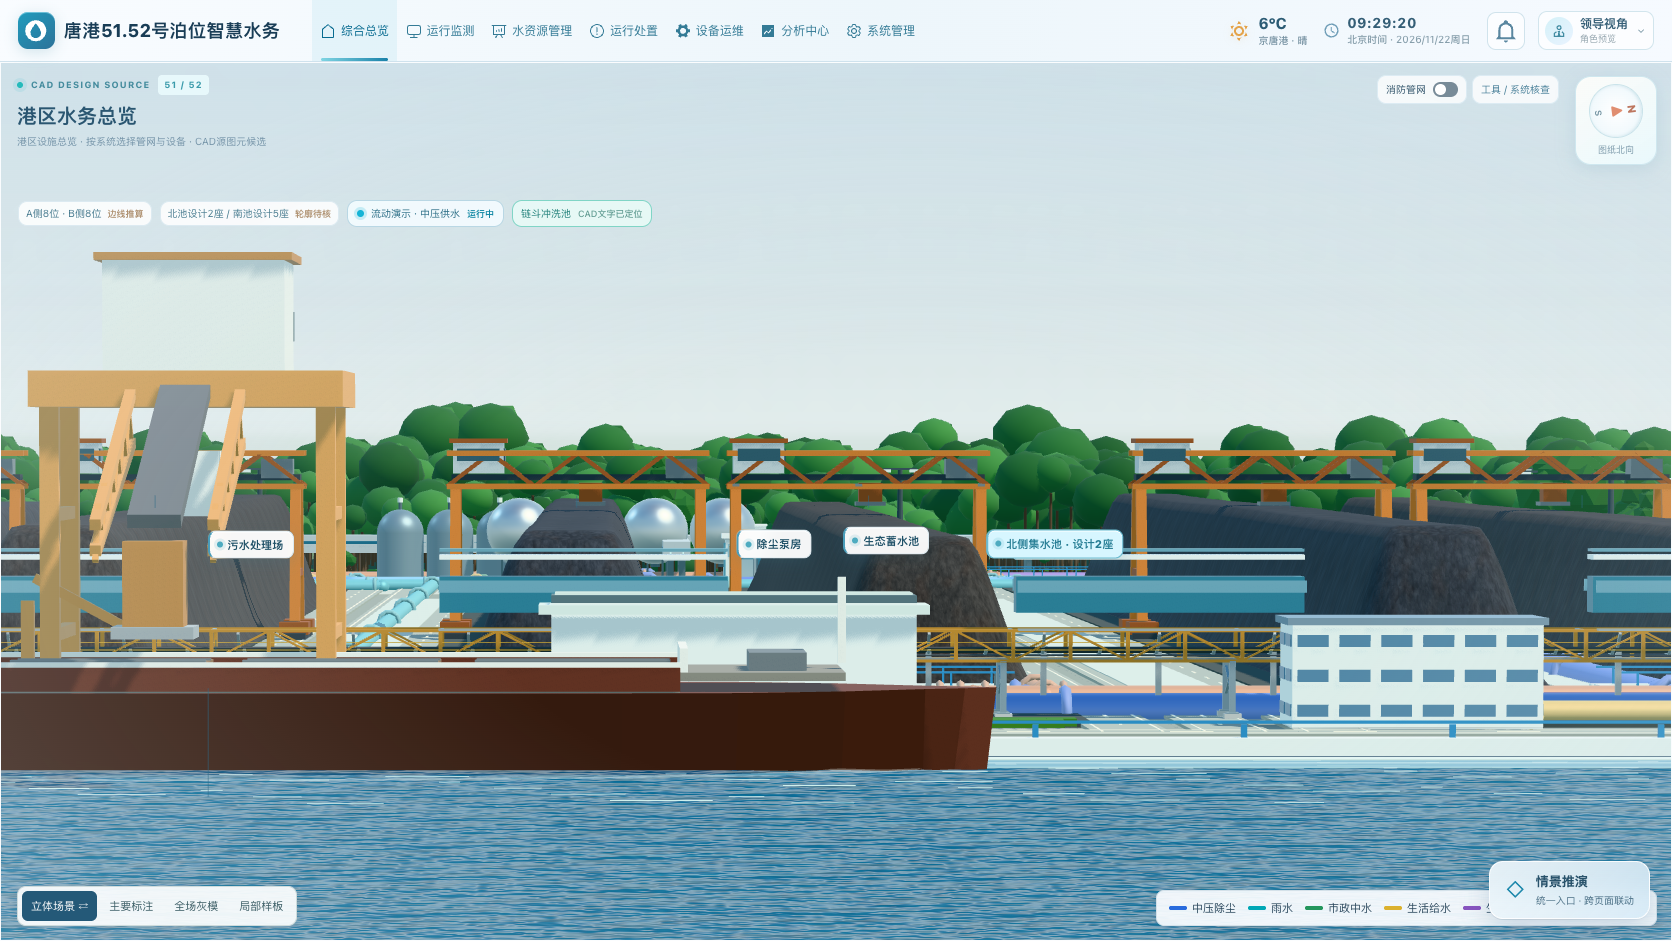 唐港51.52号泊位智慧水务
综合总览
运行监测
水资源管理
运行处置
设备运维
分析中心
系统管理
6°C
京唐港 · 晴
09:29:20
北京时间 · 2026/11/22周日
领导视角
角色预览
CAD DESIGN SOURCE 51 / 52
港区水务总览
港区设施总览 · 按系统选择管网与设备 · CAD源图元候选
消防管网
工具 / 系统核查
S N
图纸北向
A侧8位 · B侧8位 边线推算
北池设计2座 / 南池设计5座 轮廓待核
流动演示 · 中压供水 运行中
链斗冲洗池 CAD文字已定位
污水处理场
除尘泵房
生态蓄水池
北侧集水池 · 设计2座
立体场景 ⇌
主要标注
全场灰模
局部样板
中压除尘
雨水
市政中水
生活给水
情景推演
统一入口 · 跨页面联动